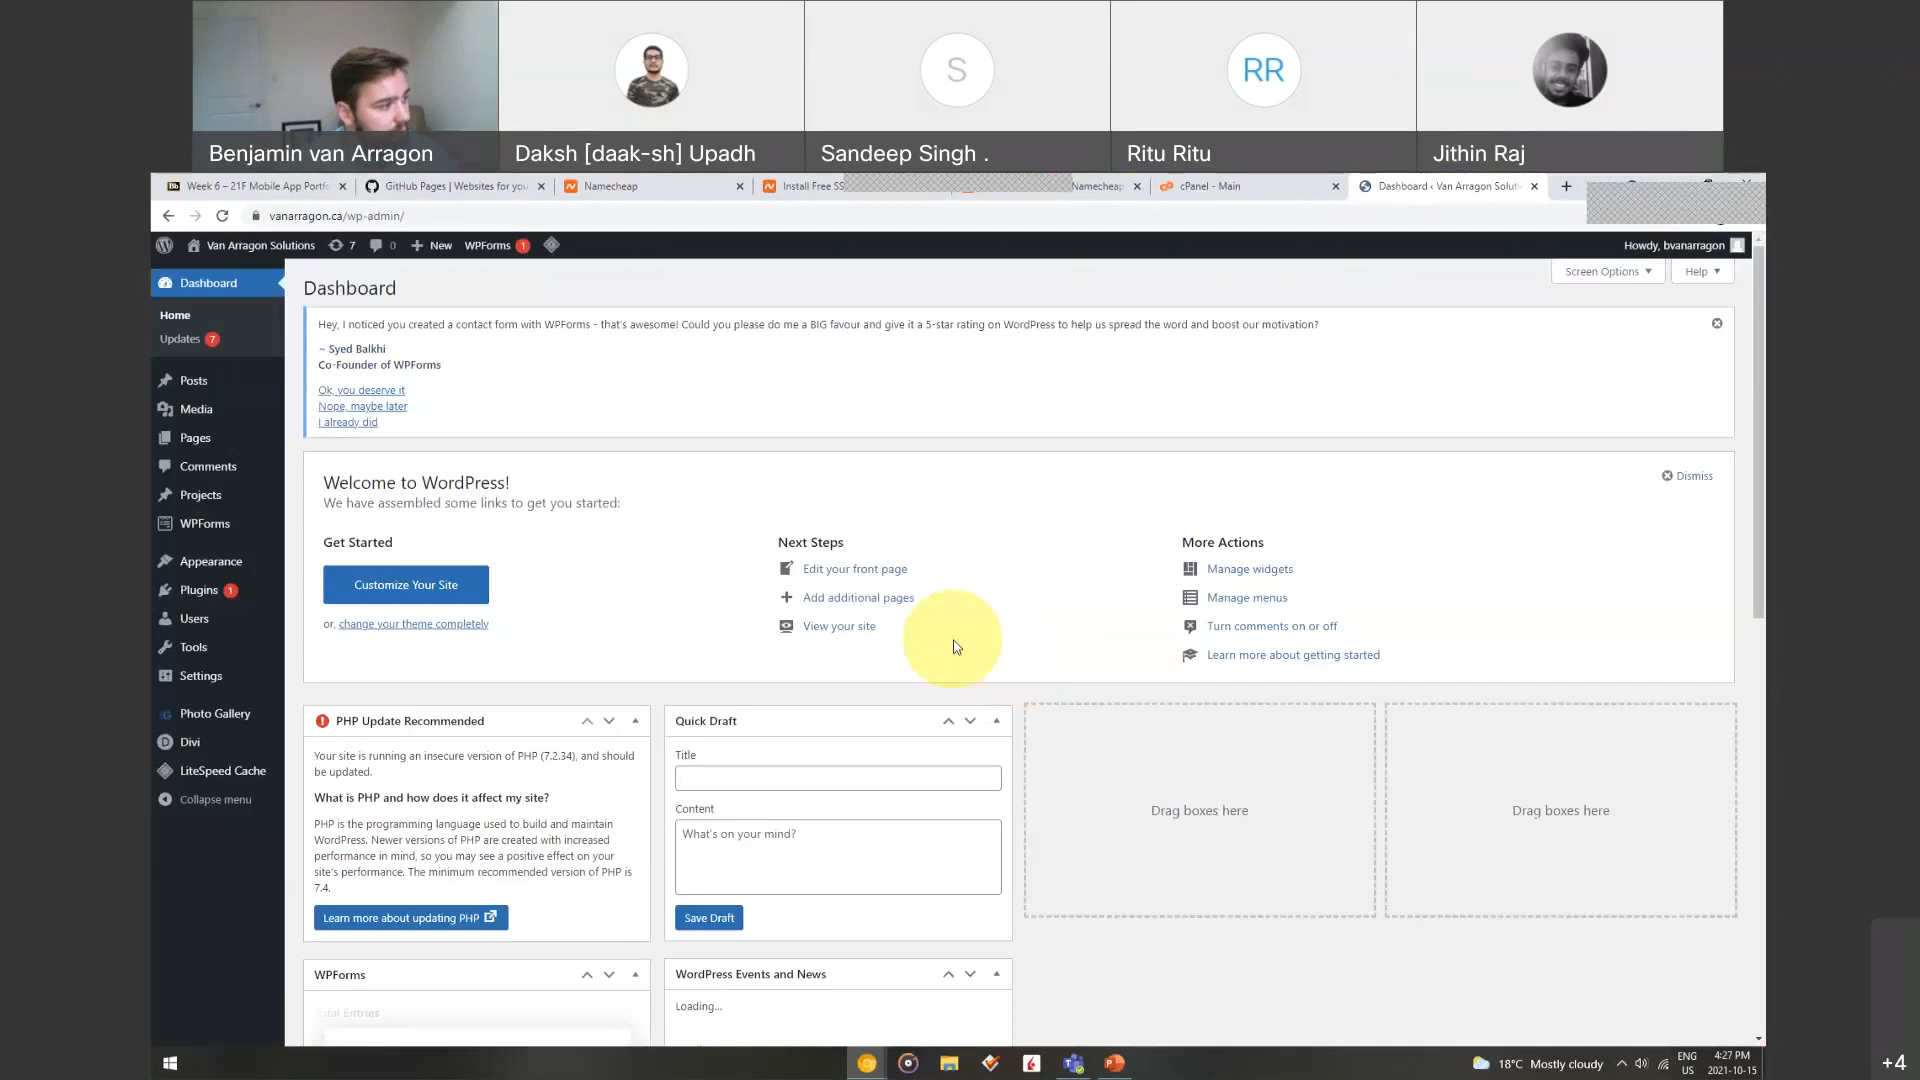 S
RR
Benjamin van Arragon
Daksh [daak-sh] Upadh
Sandeep Singh .
Ritu Ritu
Jithin Raj
Week 6 – 21F Mobile App Portfo
GitHub Pages | Websites for you
Namecheap
Install Free SS
Namecheap
cPanel - Main
Dashboard ‹ Van Arragon Soluti
vanarragon.ca/wp-admin/
Van Arragon Solutions
7
0
New
WPForms 1
Howdy, bvanarragon
Dashboard
Home
Updates 7
Posts
Media
Pages
Comments
Projects
WPForms
Appearance
Plugins 1
Users
Tools
Settings
Photo Gallery
Divi
LiteSpeed Cache
Collapse menu
Screen Options
Help
Dashboard
Hey, I noticed you created a contact form with WPForms - that's awesome! Could you please do me a BIG favour and give it a 5-star rating on WordPress to help us spread the word and boost our motivation?
~ Syed Balkhi
Co-Founder of WPForms
Ok, you deserve it
Nope, maybe later
I already did
Welcome to WordPress!
We have assembled some links to get you started:
Dismiss
Get Started
Customize Your Site
or, change your theme completely
Next Steps
Edit your front page
Add additional pages
View your site
More Actions
Manage widgets
Manage menus
Turn comments on or off
Learn more about getting started
PHP Update Recommended
Your site is running an insecure version of PHP (7.2.34), and should
be updated.
What is PHP and how does it affect my site?
PHP is the programming language used to build and maintain
WordPress. Newer versions of PHP are created with increased
performance in mind, so you may see a positive effect on your
site's performance. The minimum recommended version of PHP is
7.4.
Learn more about updating PHP
Quick Draft
Title
Content
What's on your mind?
Save Draft
Drag boxes here
Drag boxes here
WPForms
Total Entries
WordPress Events and News
Loading...
18°C Mostly cloudy
ENG
US
4:27 PM
2021-10-15
+4